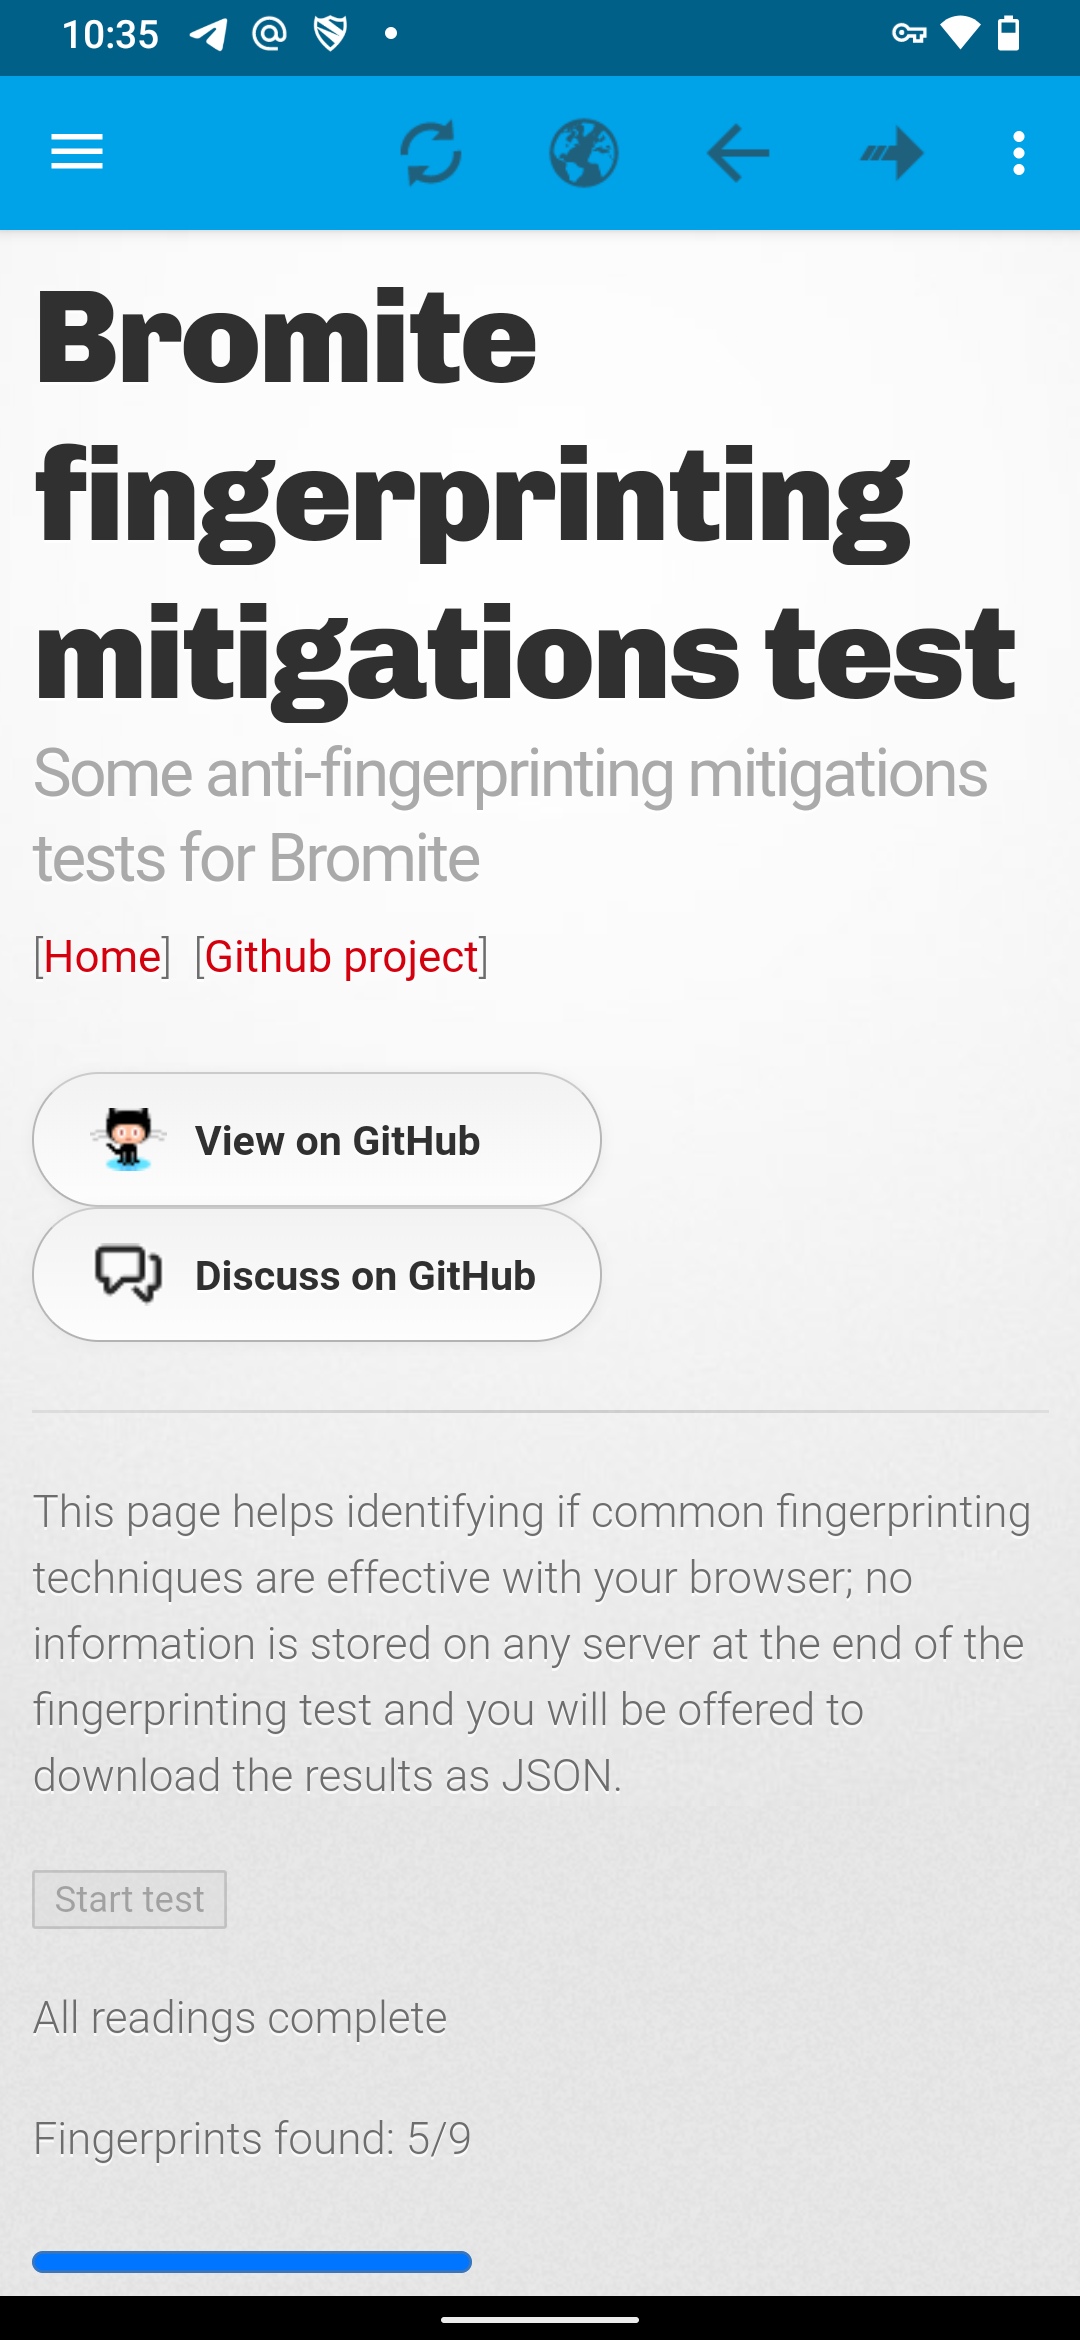 10:35
Bromite
fingerprinting
mitigations test
Some anti-fingerprinting mitigations
tests for Bromite
[Home] [Github project]
View on GitHub
Discuss on GitHub
This page helps identifying if common fingerprinting
techniques are effective with your browser; no
information is stored on any server at the end of the
fingerprinting test and you will be offered to
download the results as JSON.
Start test
All readings complete
Fingerprints found: 5/9